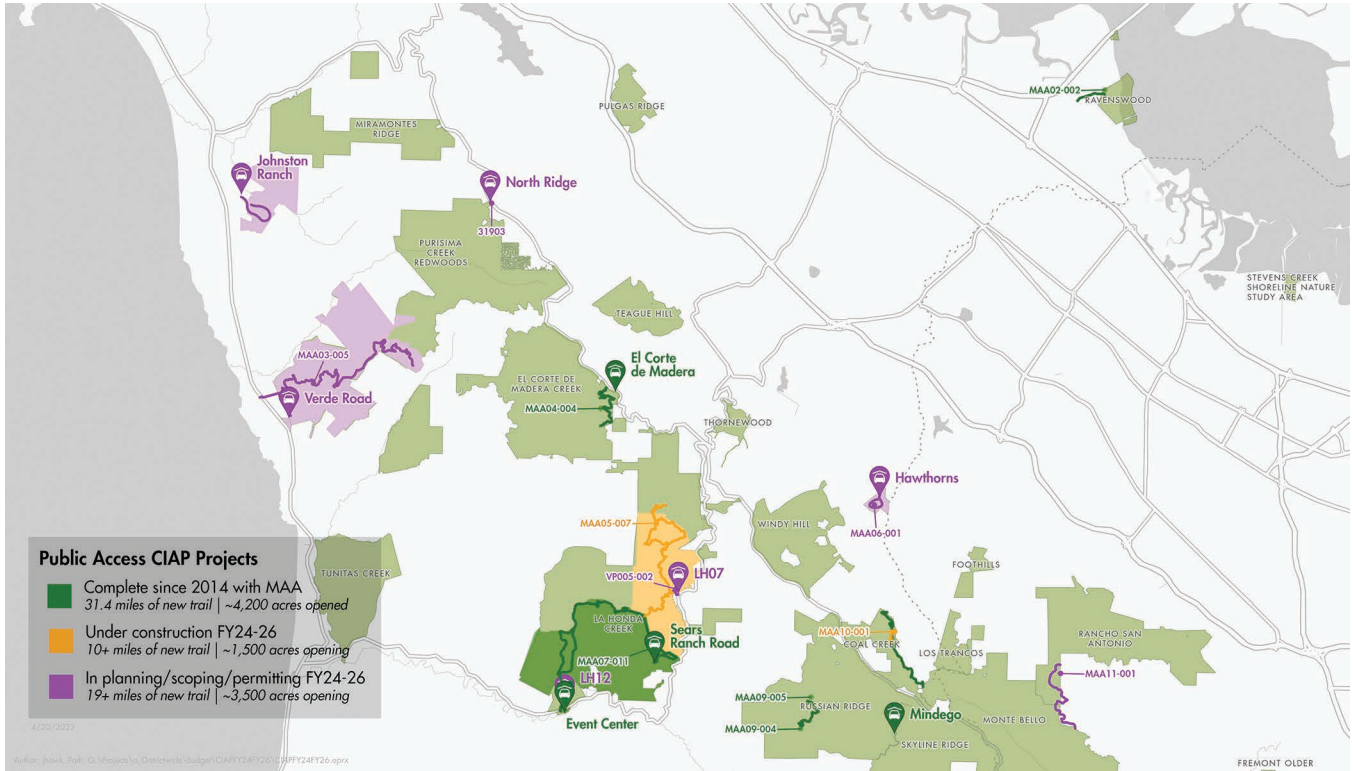 MAA02-002
RAVENSWOOD
PULGAS RIDGE
MIRAMONTES
RIDGE
Johnston
Ranch
North Ridge
31903
PURISIMA
CREEK
REDWOODS
STEVENS CREEK
SHORELINE NATURE
STUDY AREA
TEAGUE HILL
MAA03-005
Verde Road
El Corte
de Madera
EL CORTE DE
MADERA CREEK
MAA04-004
THORNEWOOD
Hawthorns
MAA06-001
WINDY HILL
MAA05-007
VP005-002
LH07
FOOTHILLS
TUNITAS CREEK
LA HONDA
CREEK
Sears
Ranch Road
MAA07-011
LH12
Event Center
MAA10-001
COAL CREEK
LOS TRANCOS
RANCHO SAN
ANTONIO
MAA11-001
MAA09-005
RUSSIAN RIDGE
MAA09-004
Mindego
MONTE BELLO
SKYLINE RIDGE
FREMONT OLDER
Public Access CIAP Projects
Complete since 2014 with MAA
31.4 miles of new trail | ~4,200 acres opened
Under construction FY24-26
10+ miles of new trail | ~1,500 acres opening
In planning/scoping/permitting FY24-26
19+ miles of new trail | ~3,500 acres opening